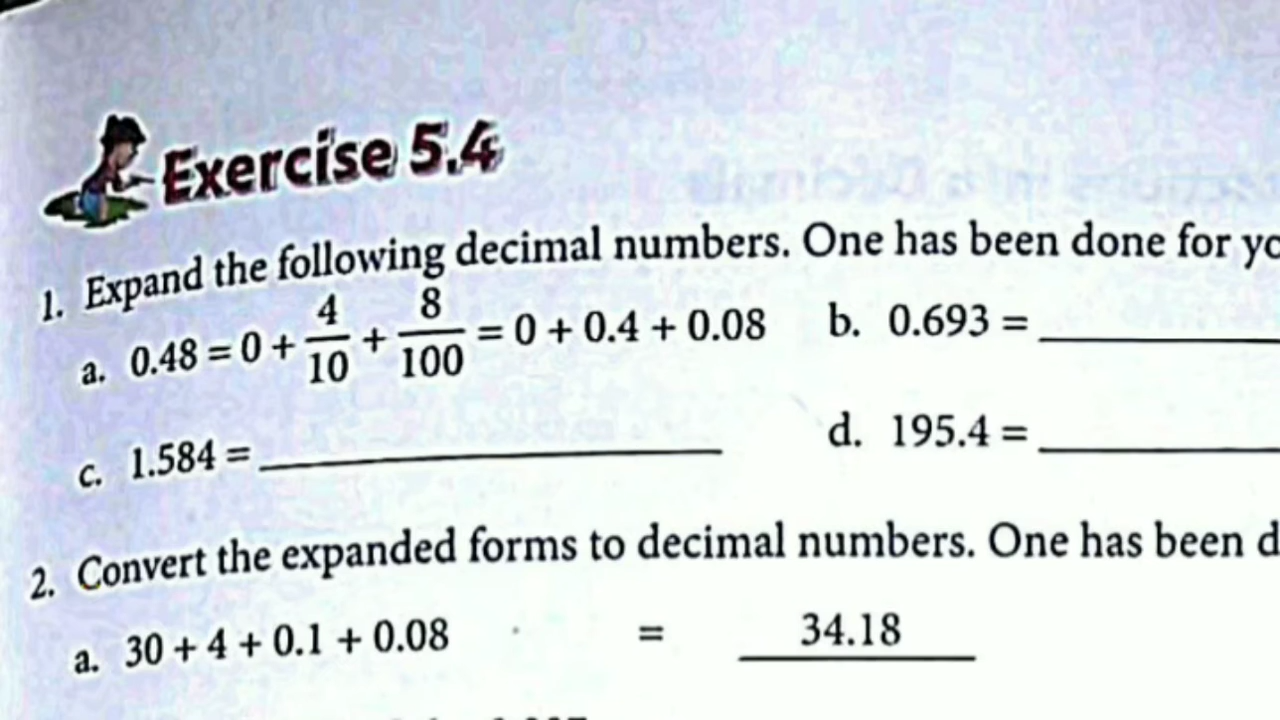 Exercise 5.4
1. Expand the following decimal numbers. One has been done for
a. 0.48 = 0 + 4/10 + 8/100 = 0 + 0.4 + 0.08 b. 0.693 = 
c. 1.584 = d. 195.4 =
2. Convert the expanded forms to decimal numbers. One has been
a. 30 + 4 + 0.1 + 0.08 = 34.18